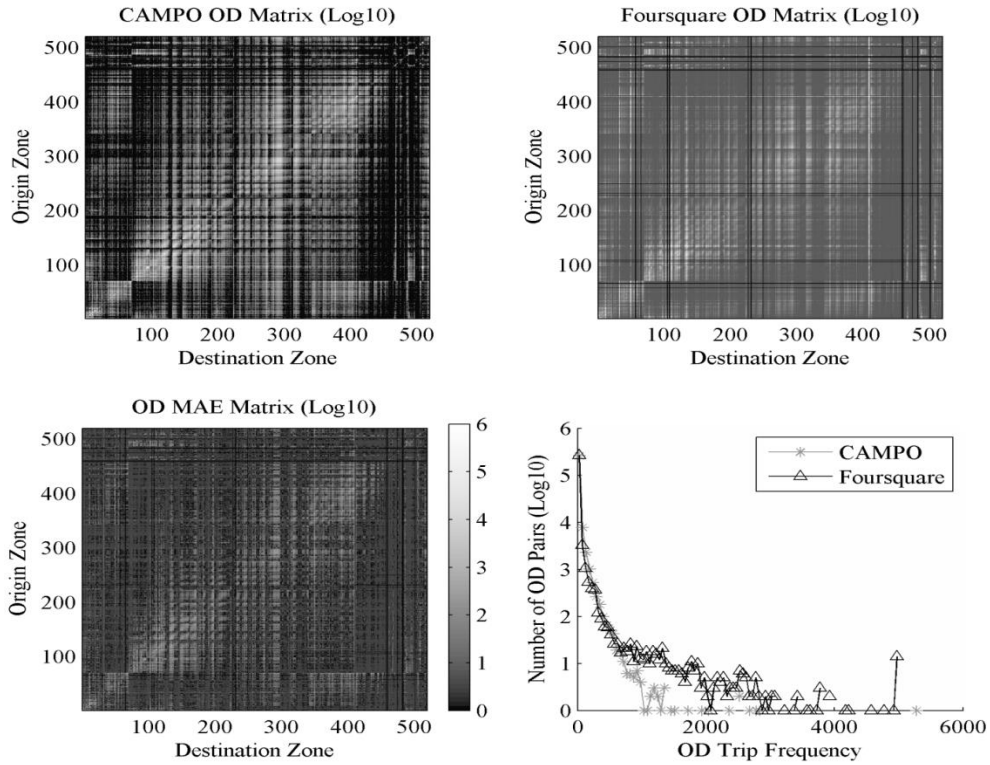 CAMPO OD Matrix (Log10)
500
400
300
200
100
Origin Zone
100 200 300 400 500
Destination Zone
Foursquare OD Matrix (Log10)
500
400
300
200
100
Origin Zone
100 200 300 400 500
Destination Zone
OD MAE Matrix (Log10)
500
400
300
200
100
Origin Zone
100 200 300 400 500
Destination Zone
6
5
4
3
2
1
0
6
5
4
3
2
1
0
Number of OD Pairs (Log10)
CAMPO
Foursquare
0 2000 4000 6000
OD Trip Frequency